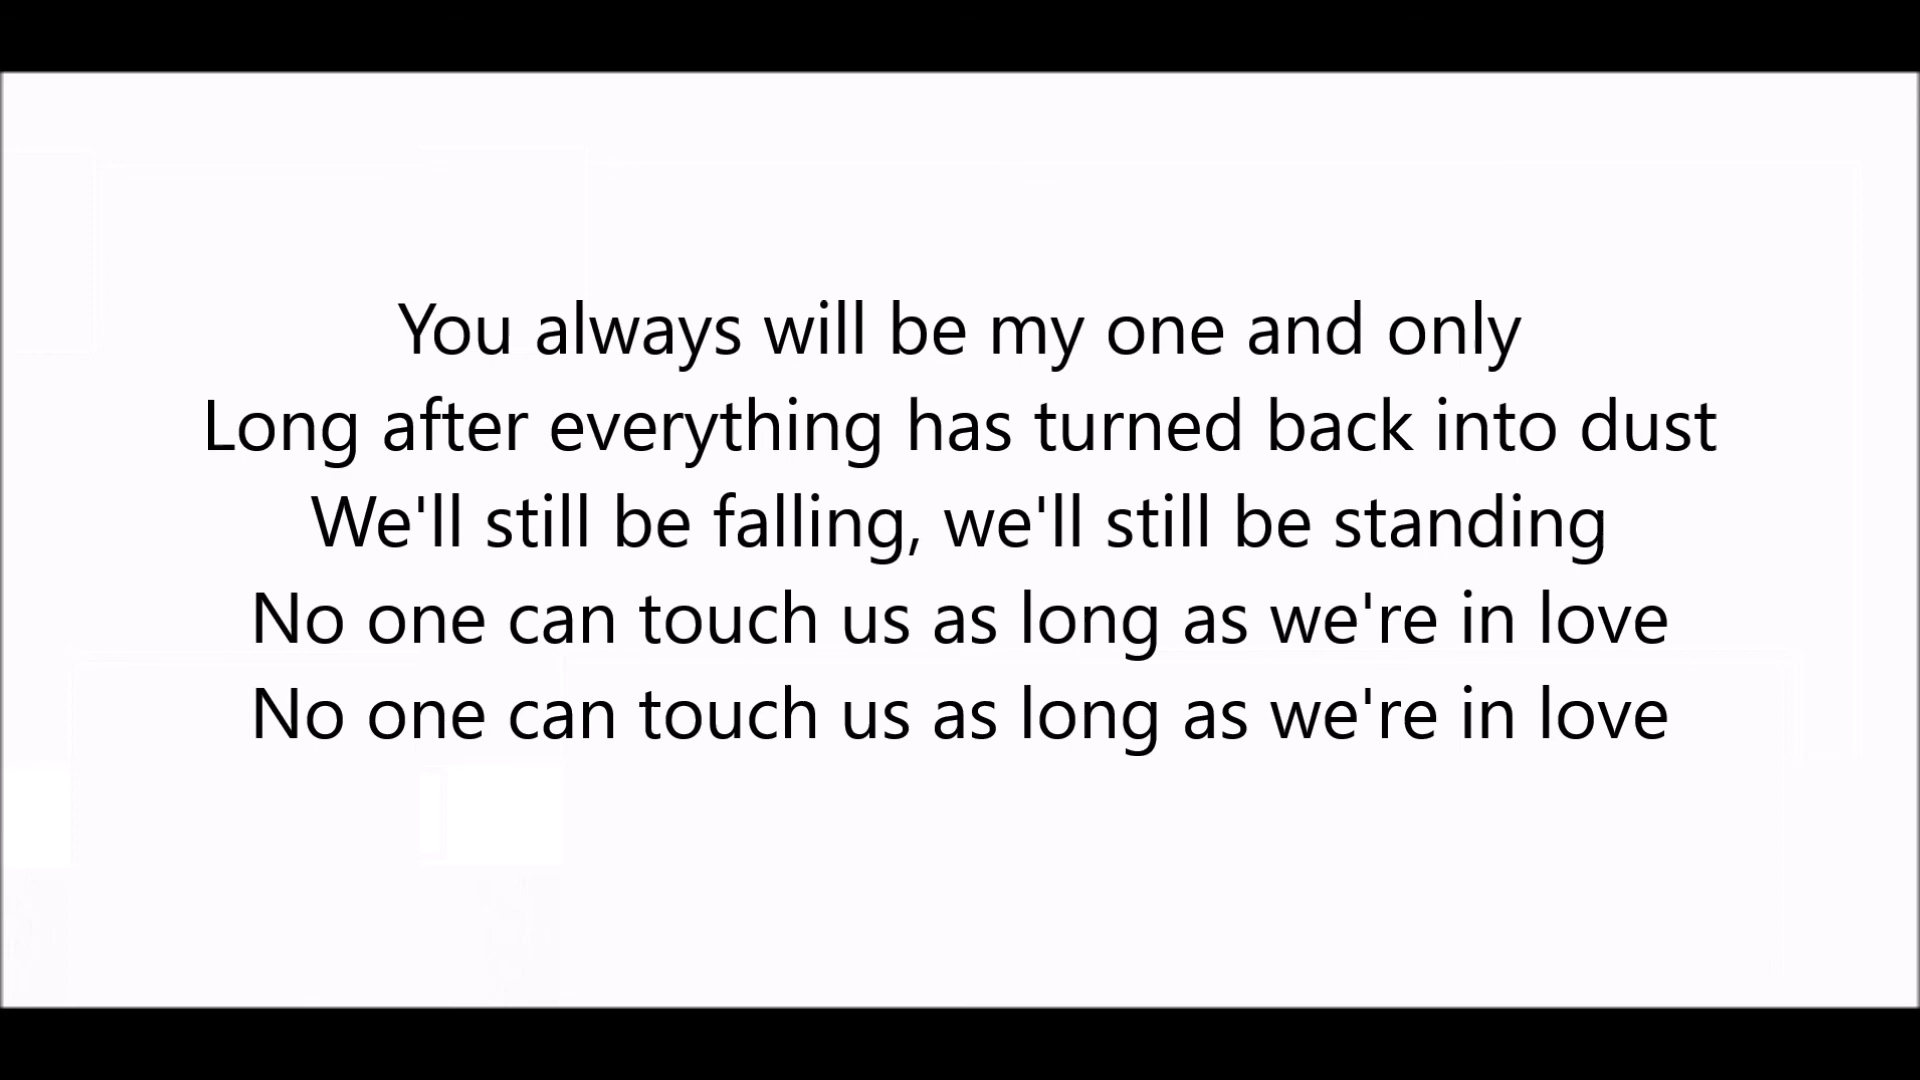 You always will be my one and only
Long after everything has turned back into dust
We'll still be falling, we'll still be standing
No one can touch us as long as we're in love
No one can touch us as long as we're in love